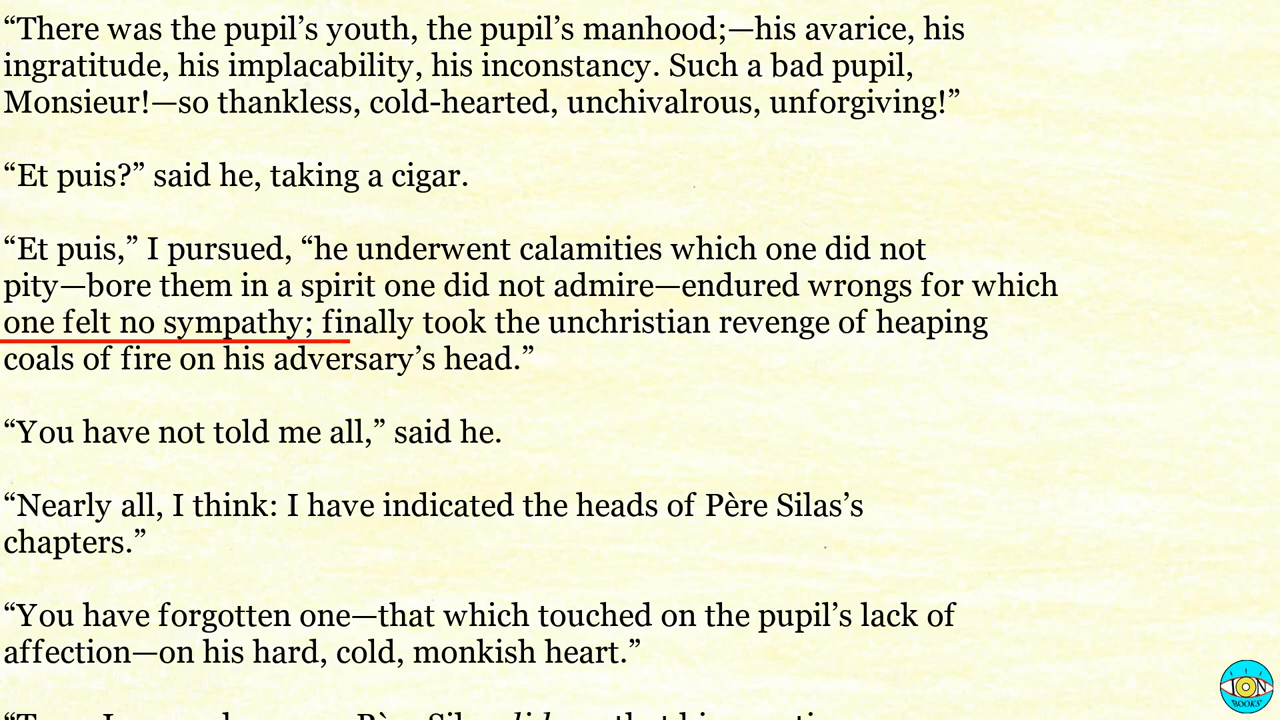 “There was the pupil’s youth, the pupil’s manhood;—his avarice, his
ingratitude, his implacability, his inconstancy. Such a bad pupil,
Monsieur!—so thankless, cold-hearted, unchivalrous, unforgiving!”
“Et puis?” said he, taking a cigar.
“Et puis,” I pursued, “he underwent calamities which one did not
pity—bore them in a spirit one did not admire—endured wrongs for which
one felt no sympathy; finally took the unchristian revenge of heaping
coals of fire on his adversary’s head.”
“You have not told me all,” said he.
“Nearly all, I think: I have indicated the heads of Père Silas’s
chapters.”
“You have forgotten one—that which touched on the pupil’s lack of
affection—on his hard, cold, monkish heart.”
ION
BOOKS